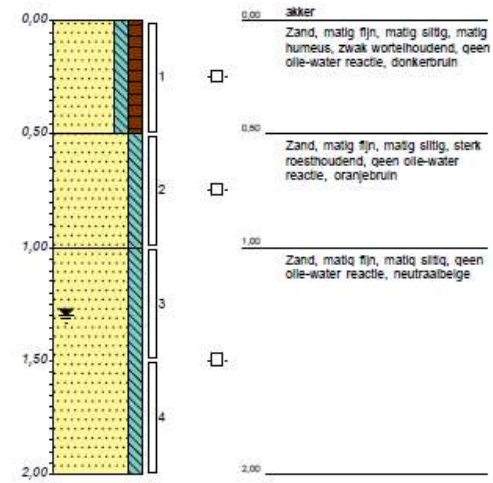 0,00
0,50
1,00
1,50
2,00
1
2
3
4
0,00
akker
Zand, matig fijn, matig siltig, matig
humeus, zwak wortelhoudend, geen
olie-water reactie, donkerbruin
0,50
Zand, matig fijn, matig siltig, sterk
roesthoudend, geen olie-water
reactie, oranjebruin
1,00
Zand, matig fijn, matig siltig, geen
olie-water reactie, neutraalbeige
2,00